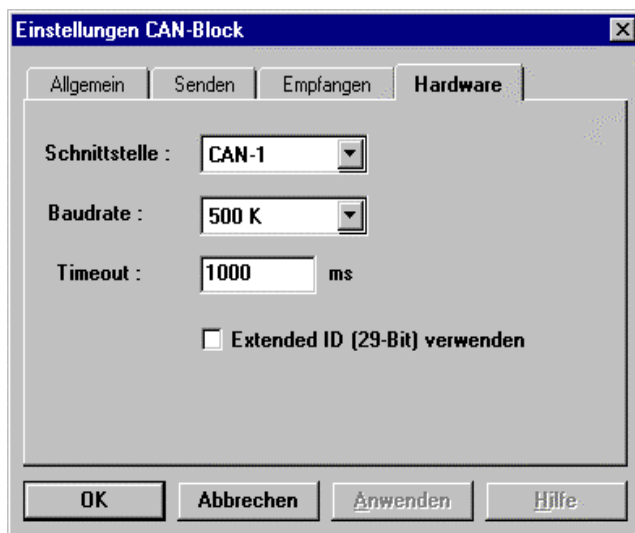 Einstellungen CAN-Block
Allgemein Senden Empfangen Hardware
Schnittstelle : CAN-1
Baudrate : 500 K
Timeout : 1000 ms
Extended ID (29-Bit) verwenden
OK Abbrechen Anwenden Hilfe